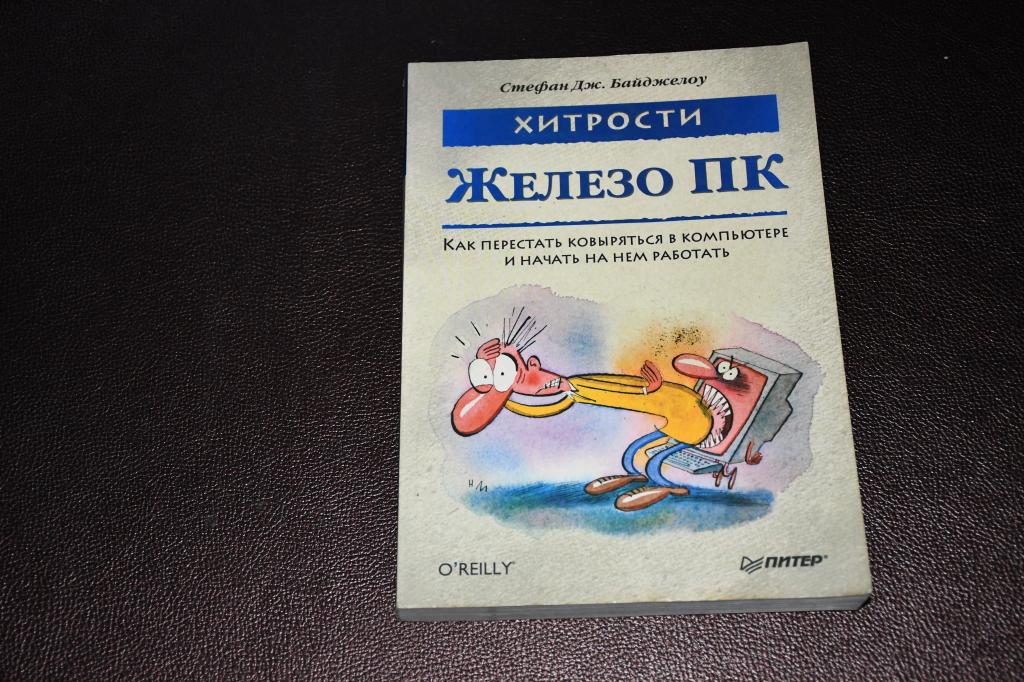 Стефан Дж. Байджелоу
ХИТРОСТИ
ЖЕЛЕЗО ПК
КАК ПЕРЕСТАТЬ КОВЫРЯТЬСЯ В КОМПЬЮТЕРЕ
И НАЧАТЬ НА НЕМ РАБОТАТЬ
O'REILLY®
ПИТЕР®